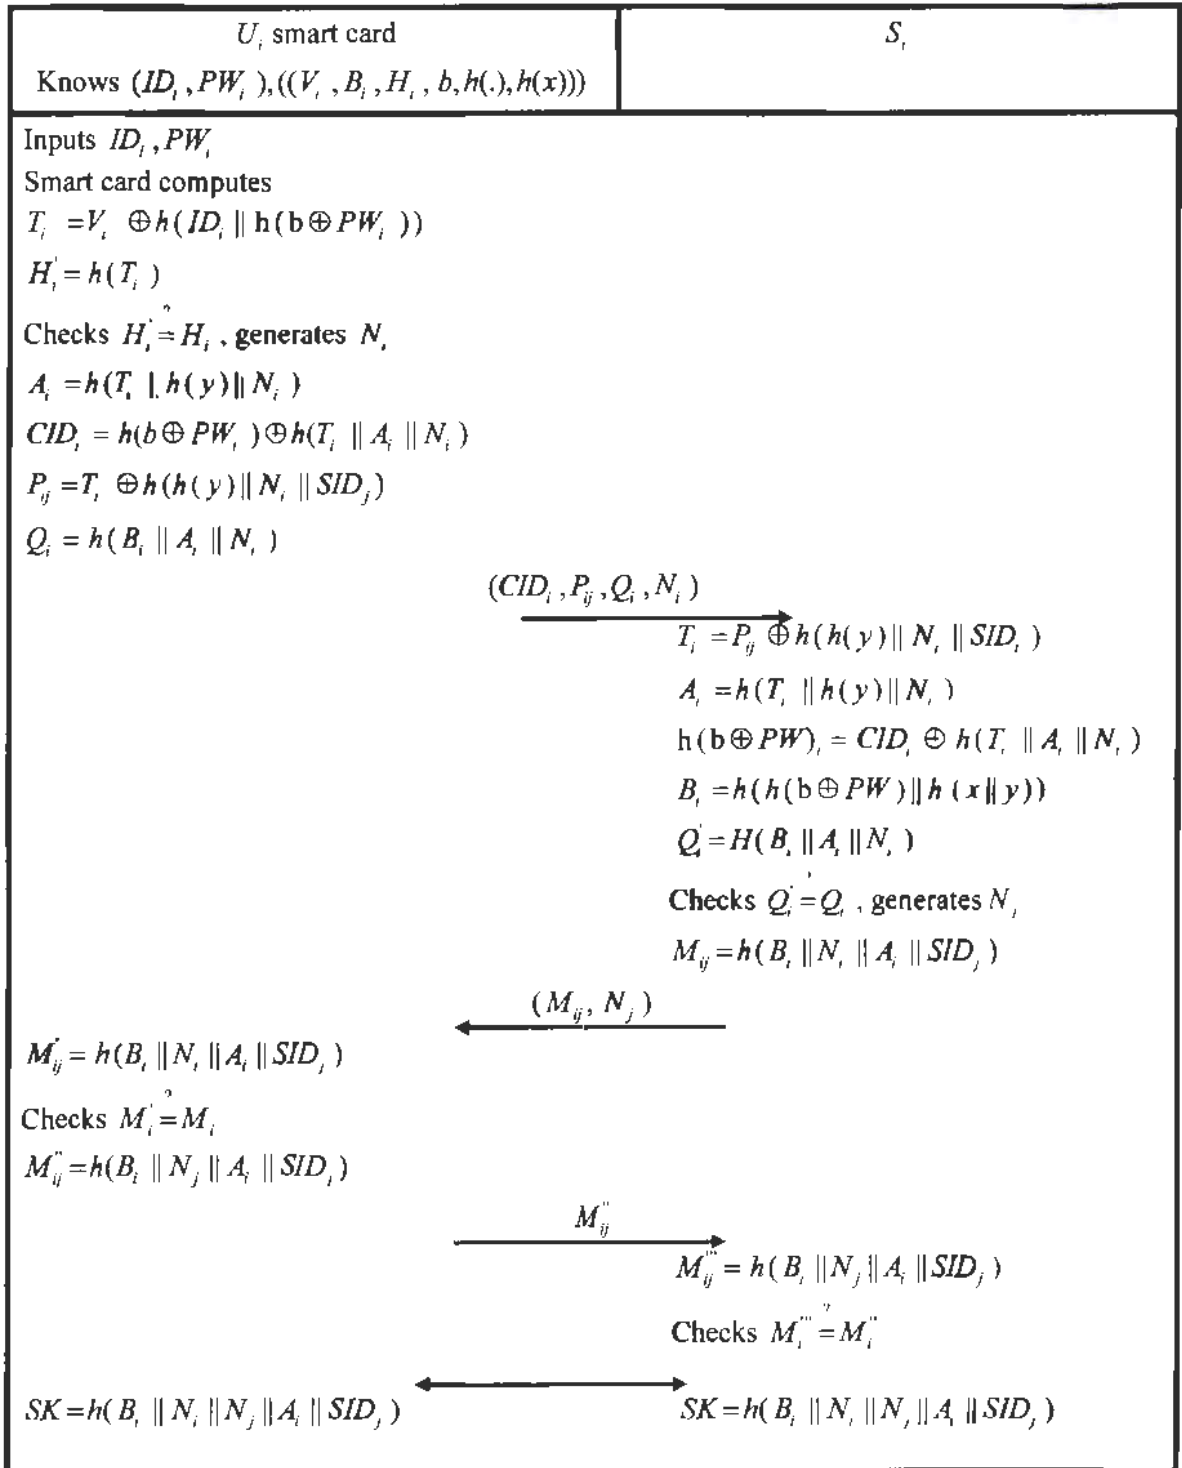 U_i smart card
S_i
Knows (ID_i, PW_i), ((V_i, B_i, H_i, b, h(.), h(x)))
Inputs ID_i, PW_i
Smart card computes
T_i = V_i ⊕ h(ID_i || h(b ⊕ PW_i))
H_i' = h(T_i)
Checks H_i' ?= H_i, generates N_i
A_i = h(T_i || h(y) || N_i)
CID_i = h(b ⊕ PW_i) ⊕ h(T_i || A_i || N_i)
P_ij = T_i ⊕ h(h(y) || N_i || SID_j)
Q_i = h(B_i || A_i || N_i)
(CID_i, P_ij, Q_i, N_i)
T_i = P_ij ⊕ h(h(y) || N_i || SID_i)
A_i = h(T_i || h(y) || N_i)
h(b ⊕ PW)_i = CID_i ⊕ h(T_i || A_i || N_i)
B_i = h(h(b ⊕ PW) || h(x || y))
Q_i' = H(B_i || A_i || N_i)
Checks Q_i' ?= Q_i, generates N_j
M_ij = h(B_i || N_i || A_i || SID_j)
(M_ij, N_j)
M_ij' = h(B_i || N_i || A_i || SID_j)
Checks M_i' ?= M_i
M_ij'' = h(B_i || N_j || A_i || SID_j)
M_ij''
M_ij''' = h(B_i || N_j || A_i || SID_j)
Checks M_i''' ?= M_i''
SK = h(B_i || N_i || N_j || A_i || SID_j)
SK = h(B_i || N_i || N_j || A_i || SID_j)